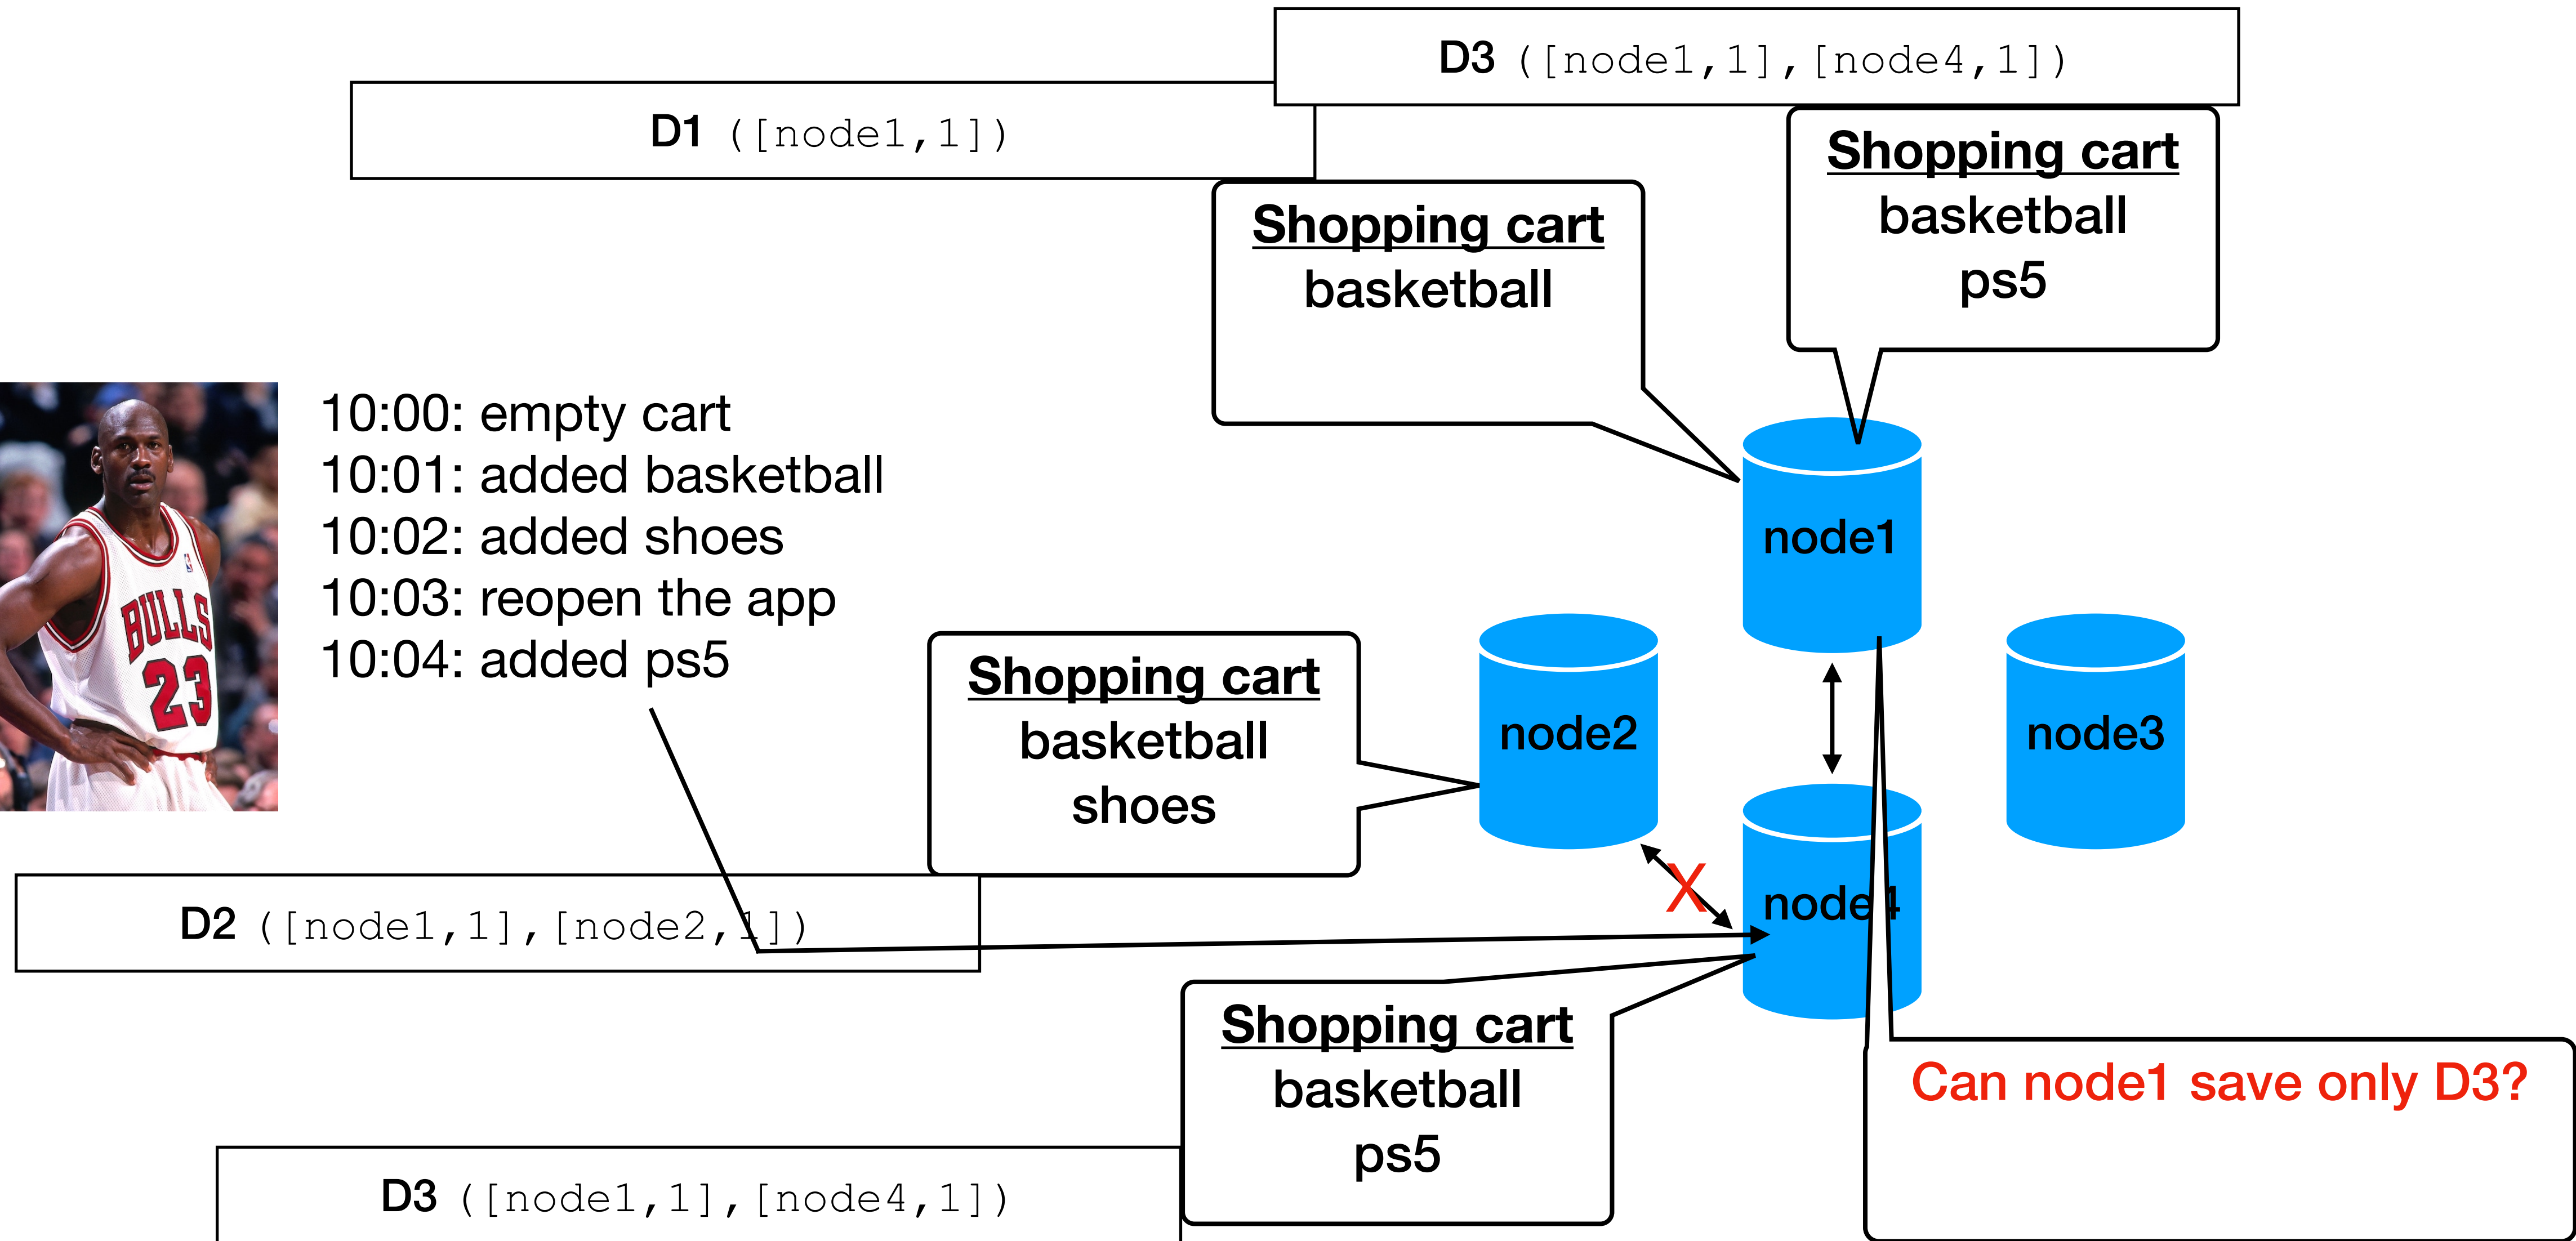 D3 ([node1,1],[node4,1])
D1 ([node1,1])
Shopping cart
basketball
ps5
Shopping cart
basketball
10:00: empty cart
10:01: added basketball
10:02: added shoes
10:03: reopen the app
10:04: added ps5
BULLS
23
node1
Shopping cart
basketball
shoes
node2
node3
X
node4
D2 ([node1,1],[node2,1])
Shopping cart
basketball
ps5
Can node1 save only D3?
D3 ([node1,1],[node4,1])